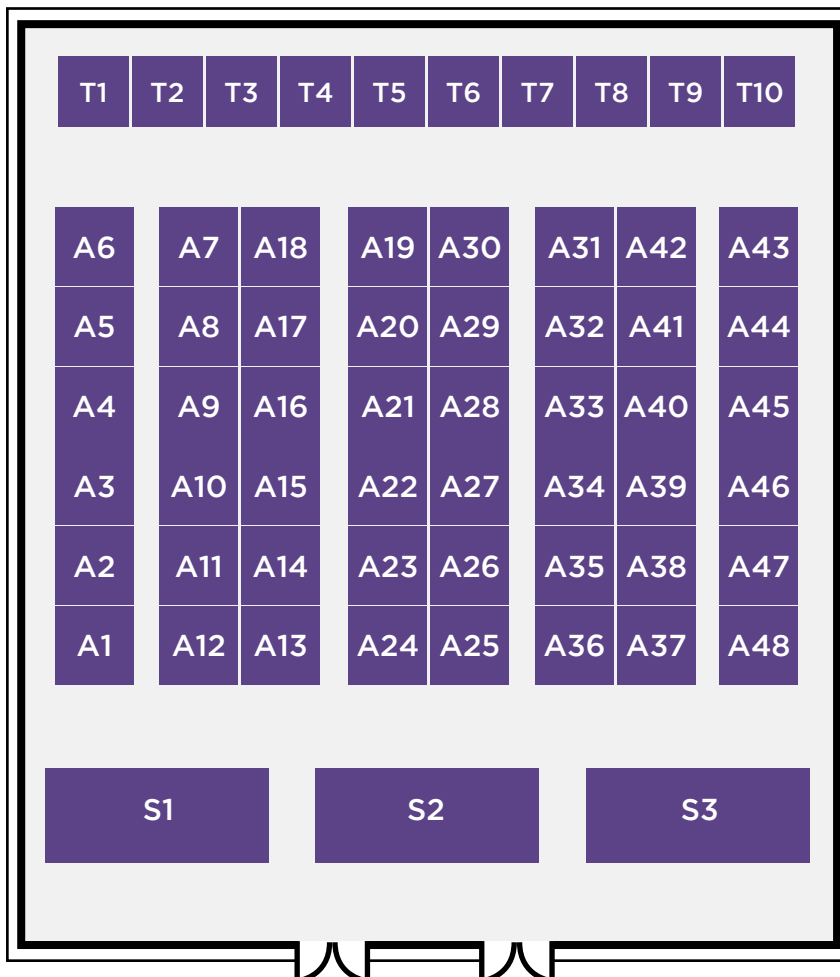 T1 T2 T3 T4 T5 T6 T7 T8 T9 T10
A6 A7 A18 A19 A30 A31 A42 A43
A5 A8 A17 A20 A29 A32 A41 A44
A4 A9 A16 A21 A28 A33 A40 A45
A3 A10 A15 A22 A27 A34 A39 A46
A2 A11 A14 A23 A26 A35 A38 A47
A1 A12 A13 A24 A25 A36 A37 A48
S1 S2 S3